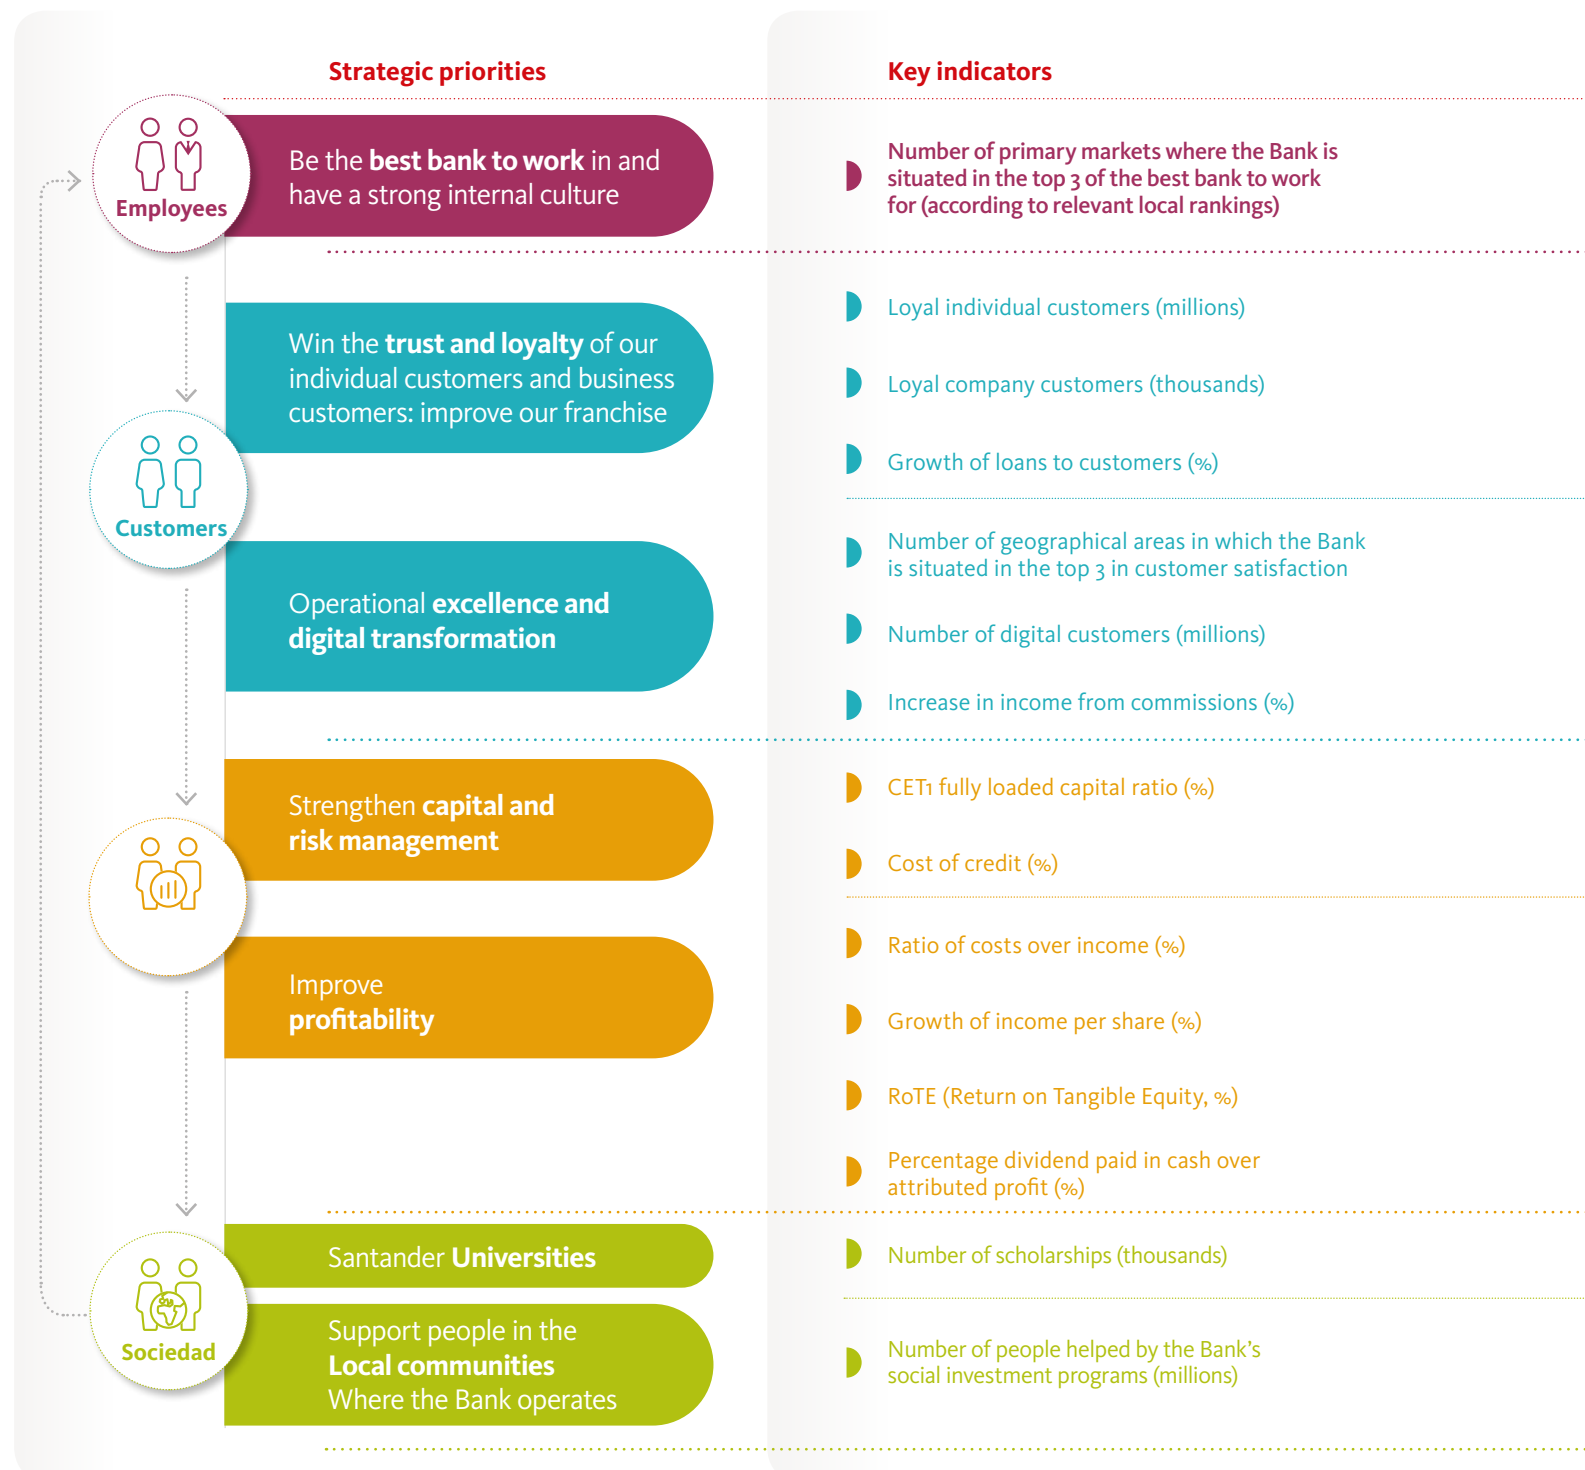 Strategic priorities
Key indicators
Employees
Be the best bank to work in and
have a strong internal culture
Number of primary markets where the Bank is
situated in the top 3 of the best bank to work
for (according to relevant local rankings)
Customers
Win the trust and loyalty of our
individual customers and business
customers: improve our franchise
Loyal individual customers (millions)
Loyal company customers (thousands)
Growth of loans to customers (%)
Operational excellence and
digital transformation
Number of geographical areas in which the Bank
is situated in the top 3 in customer satisfaction
Number of digital customers (millions)
Increase in income from commissions (%)
Strengthen capital and
risk management
CET1 fully loaded capital ratio (%)
Cost of credit (%)
Improve
profitability
Ratio of costs over income (%)
Growth of income per share (%)
RoTE (Return on Tangible Equity, %)
Percentage dividend paid in cash over
attributed profit (%)
Sociedad
Santander Universities
Number of scholarships (thousands)
Support people in the
Local communities
Where the Bank operates
Number of people helped by the Bank's
social investment programs (millions)